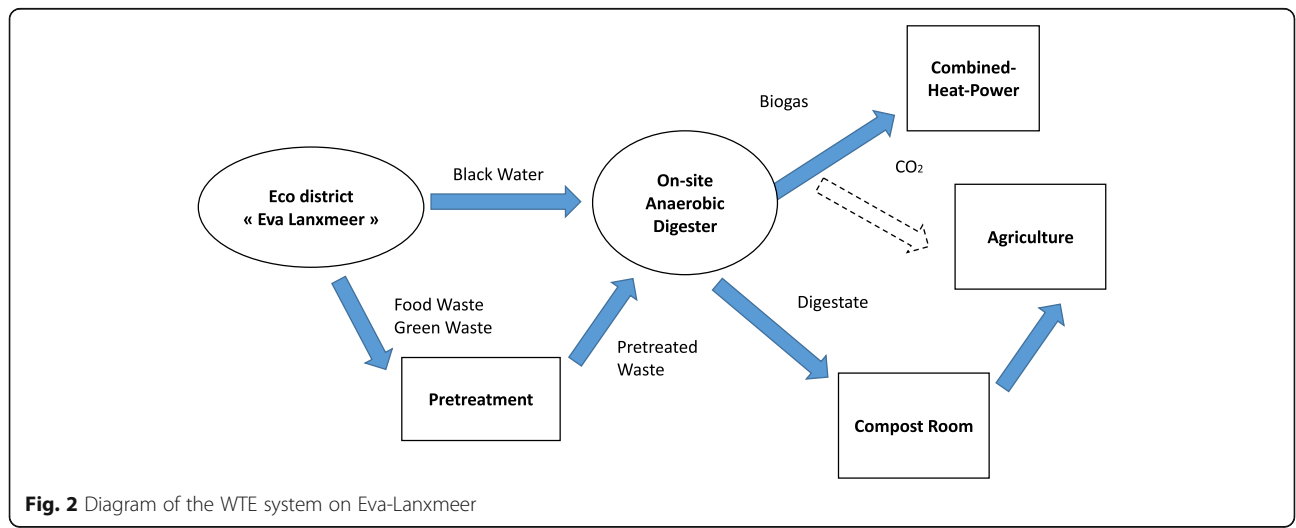 Combined-
Heat-Power
Biogas
CO₂
Black Water
On-site
Anaerobic
Digester
Eco district
« Eva Lanxmeer »
Agriculture
Food Waste
Green Waste
Digestate
Pretreated
Waste
Pretreatment
Compost Room
Fig. 2 Diagram of the WTE system on Eva-Lanxmeer